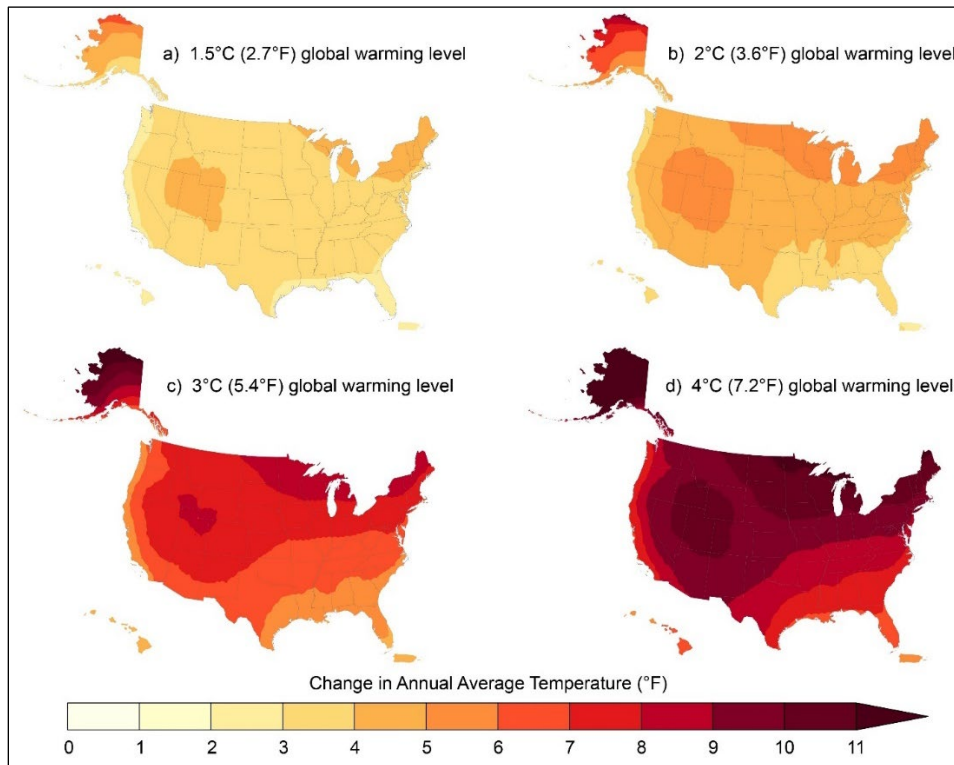 a) 1.5°C (2.7°F) global warming level
b) 2°C (3.6°F) global warming level
c) 3°C (5.4°F) global warming level
d) 4°C (7.2°F) global warming level
Change in Annual Average Temperature (°F)
0 1 2 3 4 5 6 7 8 9 10 11